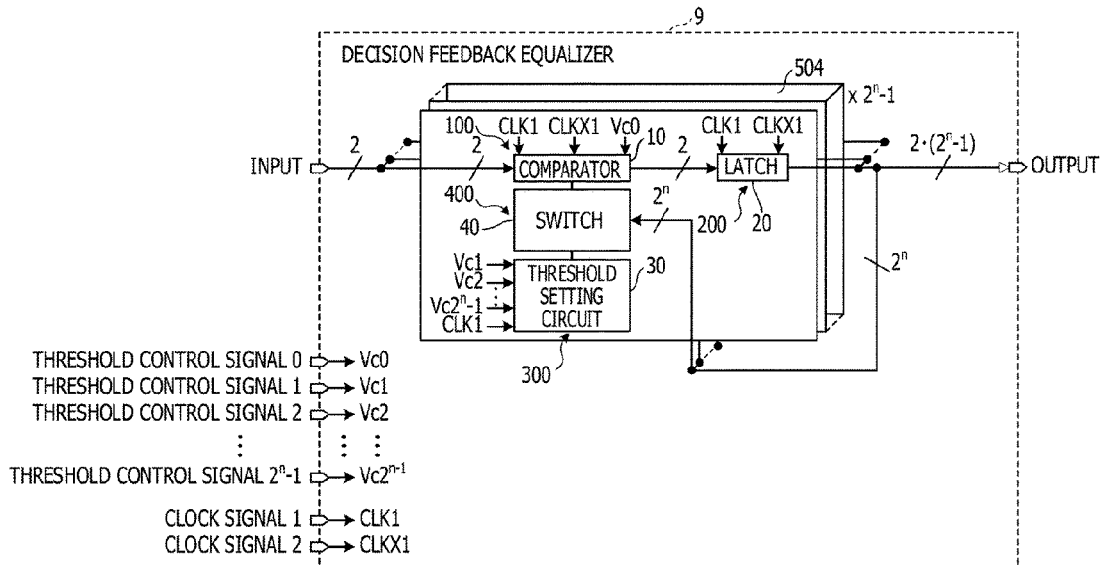 9
DECISION FEEDBACK EQUALIZER
504
x 2ⁿ-1
100
CLK1 CLKX1 Vc0
10
CLK1 CLKX1
INPUT
2
2
COMPARATOR
2
LATCH
2·(2ⁿ-1)
OUTPUT
400
40
SWITCH
2ⁿ
200
20
2ⁿ
Vc1
Vc2
⋮
Vc2ⁿ-1
CLK1
THRESHOLD
SETTING
CIRCUIT
30
300
THRESHOLD CONTROL SIGNAL 0 Vc0
THRESHOLD CONTROL SIGNAL 1 Vc1
THRESHOLD CONTROL SIGNAL 2 Vc2
⋮ ⋮ ⋮
THRESHOLD CONTROL SIGNAL 2ⁿ-1 Vc2ⁿ⁻¹
CLOCK SIGNAL 1 CLK1
CLOCK SIGNAL 2 CLKX1